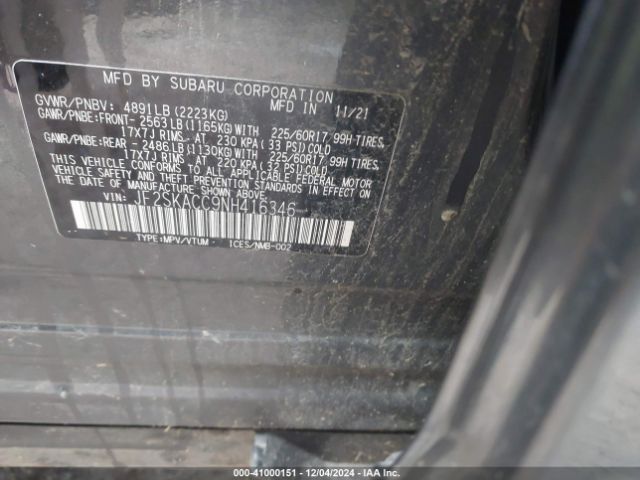 MFD BY SUBARU CORPORATION
MFD IN 11/21
GVWR/PNBV: 4891LB (2223KG)
GAWR/PNBE:FRONT- 2563LB(1165KG)WITH 225/60R17,99H TIRES,
17X7J RIMS, AT 230 KPA( 33 PSI)COLD
GAWR/PNBE:REAR - 2486LB(1130KG)WITH 225/60R17,99H TIRES,
17X7J RIMS, AT 220 KPA( 32 PSI)COLD
THIS VEHICLE CONFORMS TO ALL APPLICABLE FEDERAL MOTOR
VEHICLE SAFETY AND THEFT PREVENTION STANDARDS IN EFFECT
ON THE DATE OF MANUFACTURE SHOWN ABOVE
VIN: JF2SKACC9NH416346
TYPE:MPV/VTUM ICES/NMB-002
000-41000151 - 12/04/2024 - IAA Inc.